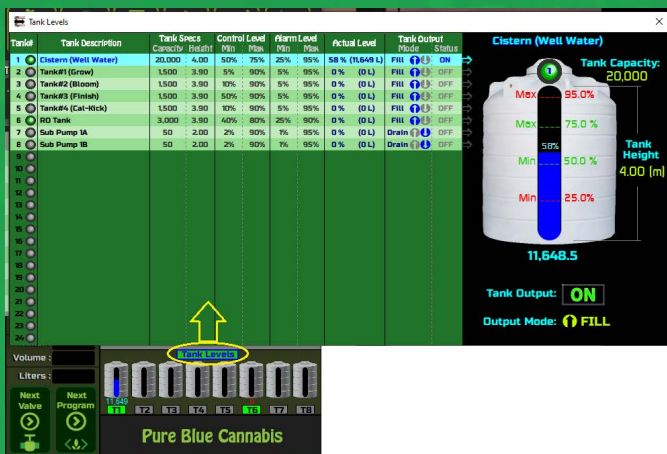 Tank Levels
Tank# Tank Description Tank Specs Control Level Alarm Level Actual Level Tank Output
Capacity Height Min Max Min Max Mode Status
1 Cistern (Well Water) 20,000 4.00 50% 75% 25% 95% 58 % (11,649 L) Fill ON
2 Tank#1 (Grow) 1,500 3.90 5% 90% 5% 95% 0 % (0 L) Fill OFF
3 Tank#2 (Bloom) 1,500 3.90 10% 90% 5% 95% 0 % (0 L) Fill OFF
4 Tank#3 (Finish) 1,500 3.90 50% 90% 5% 95% 0 % (0 L) Fill OFF
5 Tank#4 (Cal-Kick) 1,500 3.90 10% 90% 5% 95% 0 % (0 L) Fill OFF
6 RO Tank 3,000 3.90 40% 80% 25% 90% 0 % (0 L) Fill OFF
7 Sub Pump 1A 50 2.00 2% 90% 1% 95% 0 % (0 L) Drain OFF
8 Sub Pump 1B 50 2.00 2% 90% 1% 95% 0 % (0 L) Drain OFF
9
10
11
12
13
14
15
16
17
18
19
20
21
22
23
24
Cistern (Well Water)
1
Tank Capacity:
20,000
Max 95.0%
Max 75.0 %
58%
Min 50.0 %
Min 25.0%
Tank
Height
4.00 (m)
11,648.5
Tank Output: ON
Output Mode: FILL
Volume :
Liters :
Next
Valve
Next
Program
Tank Levels
11,649 0
T1 T2 T3 T4 T5 T6 T7 T8
Pure Blue Cannabis